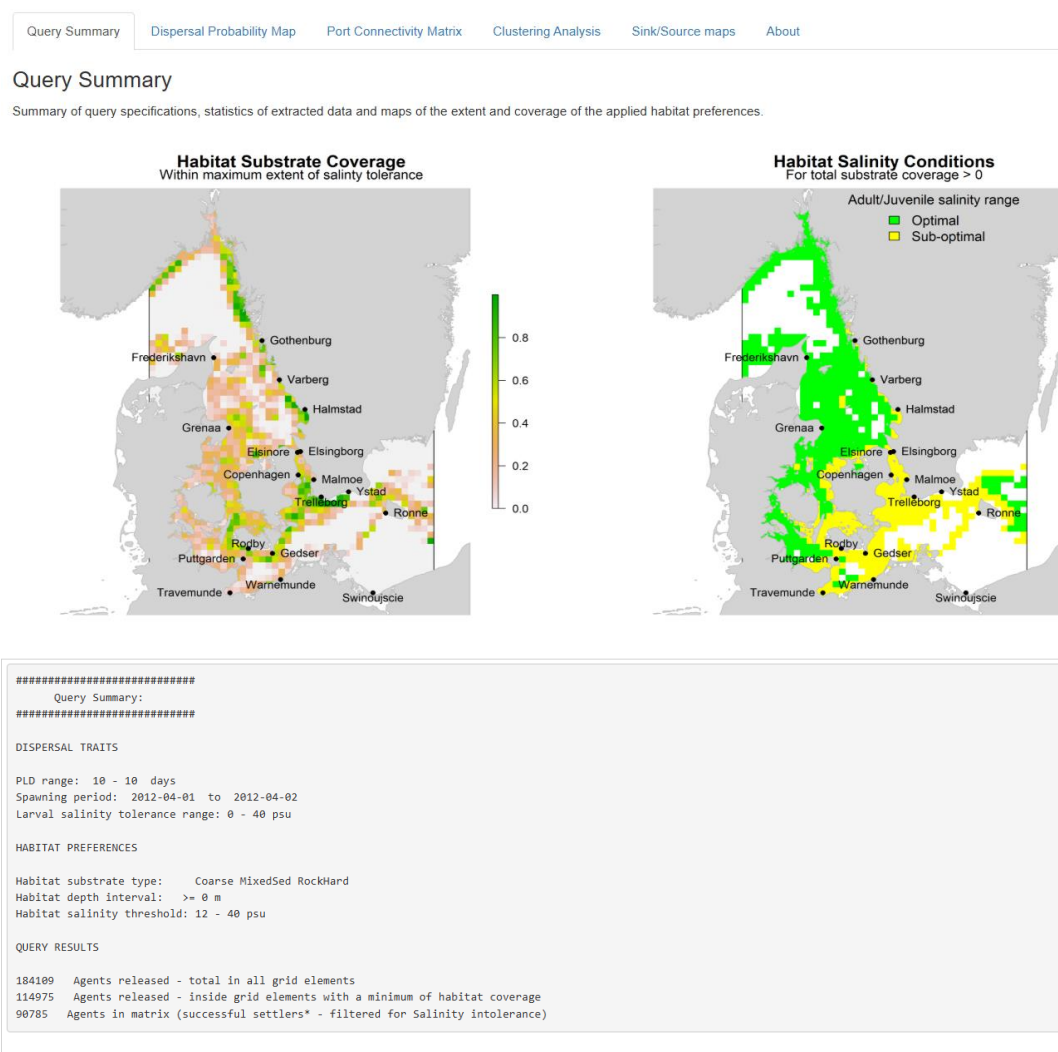 Query Summary Dispersal Probability Map Port Connectivity Matrix Clustering Analysis Sink/Source maps About
Query Summary
Summary of query specifications, statistics of extracted data and maps of the extent and coverage of the applied habitat preferences.
Habitat Substrate Coverage
Within maximum extent of salinty tolerance
Gothenburg
Frederikshavn
Varberg
Halmstad
Grenaa
Elsinore Elsingborg
Copenhagen
Malmoe
Ystad
Trelleborg
Ronne
Rodby
Gedser
Puttgarden
Warnemunde
Travemunde
Swinoujscie
0.8
0.6
0.4
0.2
0.0
Habitat Salinity Conditions
For total substrate coverage > 0
Adult/Juvenile salinity range
Optimal
Sub-optimal
Gothenburg
Frederikshavn
Varberg
Halmstad
Grenaa
Elsinore Elsingborg
Copenhagen
Malmoe
Ystad
Trelleborg
Ronne
Rodby
Gedser
Puttgarden
Warnemunde
Travemunde
Swinoujscie
############################
Query Summary:
############################
DISPERSAL TRAITS
PLD range: 10 - 10 days
Spawning period: 2012-04-01 to 2012-04-02
Larval salinity tolerance range: 0 - 40 psu
HABITAT PREFERENCES
Habitat substrate type: Coarse MixedSed RockHard
Habitat depth interval: >= 0 m
Habitat salinity threshold: 12 - 40 psu
QUERY RESULTS
184109 Agents released - total in all grid elements
114975 Agents released - inside grid elements with a minimum of habitat coverage
90785 Agents in matrix (successful settlers* - filtered for Salinity intolerance)